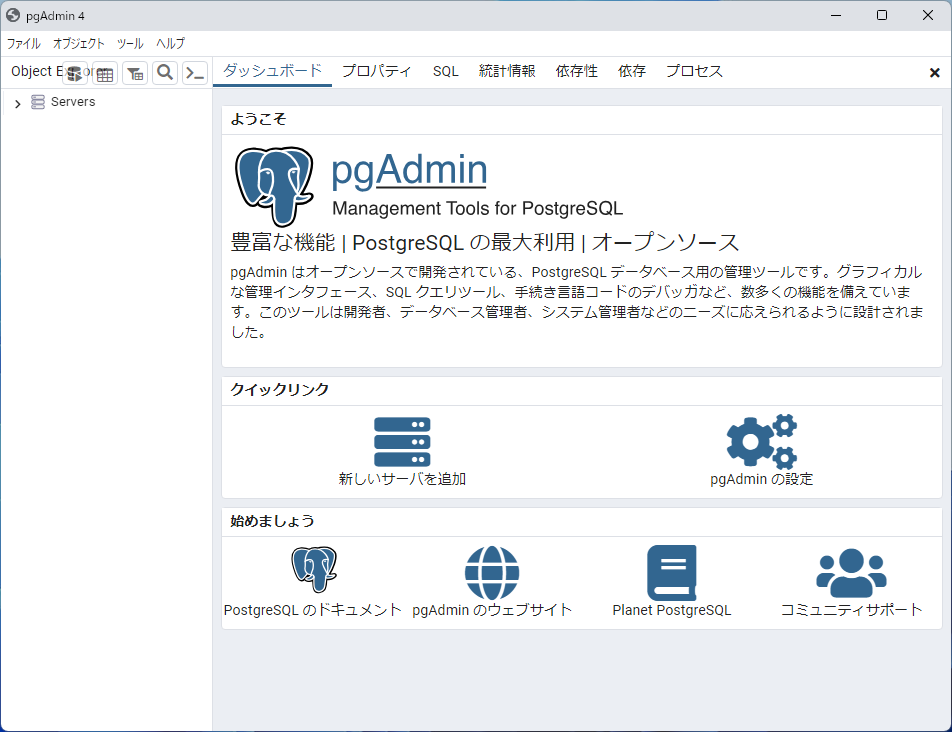 pgAdmin 4
ファイル オブジェクト ツール ヘルプ
Object Explorer
ダッシュボード プロパティ SQL 統計情報 依存性 依存 プロセス
Servers
ようこそ
pgAdmin
Management Tools for PostgreSQL
豊富な機能 | PostgreSQL の最大利用 | オープンソース
pgAdmin はオープンソースで開発されている、PostgreSQL データベース用の管理ツールです。グラフィカル
な管理インタフェース、SQL クエリツール、手続き言語コードのデバッガなど、数多くの機能を備えていま
す。このツールは開発者、データベース管理者、システム管理者などのニーズに応えられるように設計されま
した。
クイックリンク
新しいサーバを追加 pgAdmin の設定
始めましょう
PostgreSQL のドキュメント pgAdmin のウェブサイト Planet PostgreSQL コミュニティサポート